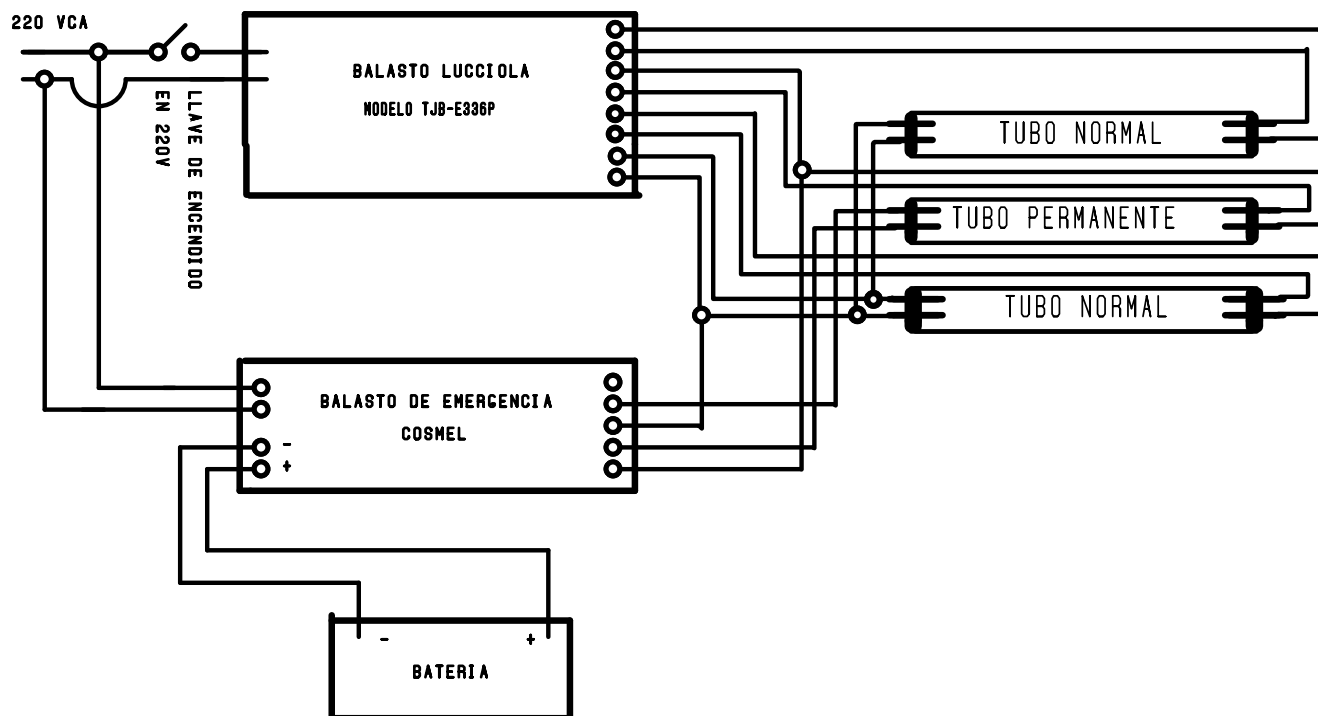 220 VCA
LLAVE DE ENCENDIDO
EN 220V
BALASTO LUCCIOLA
MODELO TJB-E336P
TUBO NORMAL
TUBO PERMANENTE
TUBO NORMAL
BALASTO DE EMERGENCIA
COSMEL
-
+
- +
BATERIA